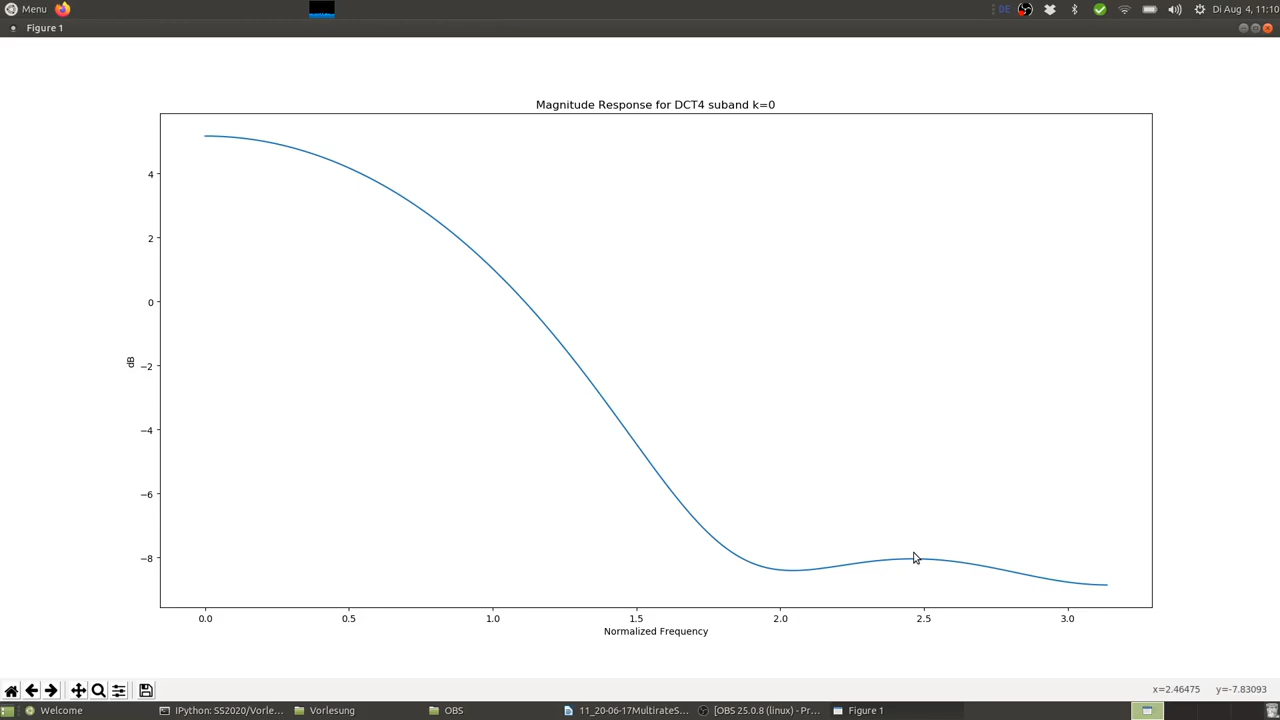 Menu
DE
Di Aug 4, 11:10
Figure 1
Magnitude Response for DCT4 suband k=0
4
2
0
−2
−4
−6
−8
dB
0.0 0.5 1.0 1.5 2.0 2.5 3.0
Normalized Frequency
x=2.46475 y=-7.83093
Welcome IPython: SS2020/Vorle... Vorlesung OBS 11_20-06-17MultirateS... [OBS 25.0.8 (linux) - Pr... Figure 1